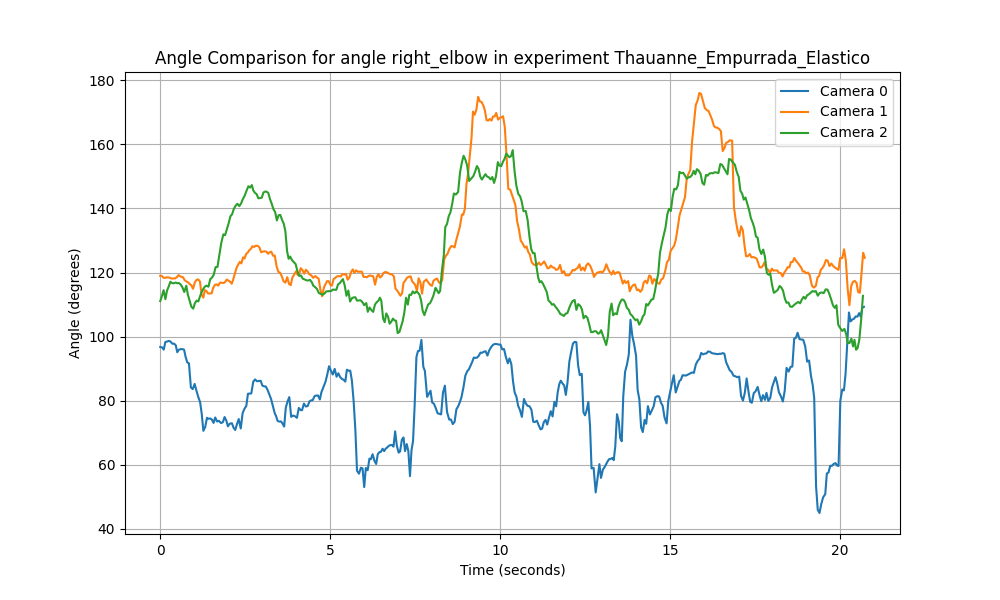 Angle Comparison for angle right_elbow in experiment Thauanne_Empurrada_Elastico
180
160
140
120
100
80
60
40
Angle (degrees)
Camera 0
Camera 1
Camera 2
0
5
10
15
20
Time (seconds)